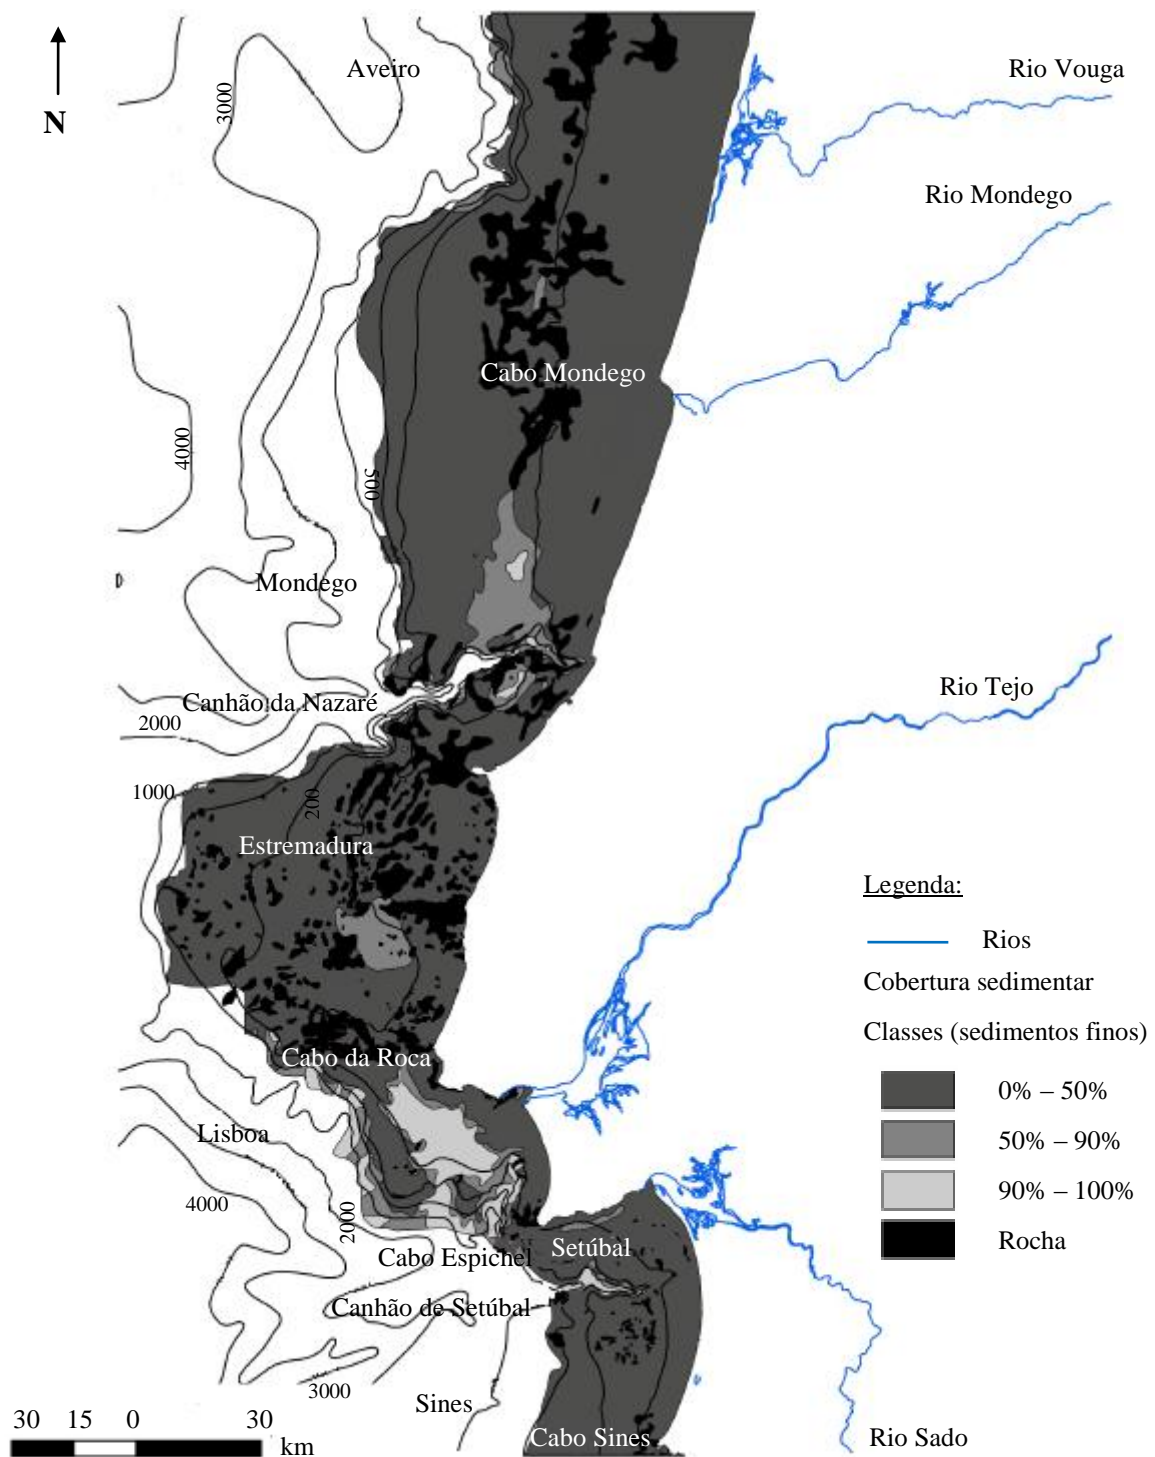 Aveiro
Rio Vouga
3000
N
Rio Mondego
Cabo Mondego
4000
500
Mondego
Rio Tejo
Canhão da Nazaré
2000
1000
200
Estremadura
Legenda:
Rios
Cobertura sedimentar
Classes (sedimentos finos)
Cabo da Roca
0% – 50%
Lisboa
50% – 90%
90% – 100%
4000
2000
Rocha
Setúbal
Cabo Espichel
Canhão de Setúbal
3000
Sines
30 15 0 30
km
Cabo Sines
Rio Sado